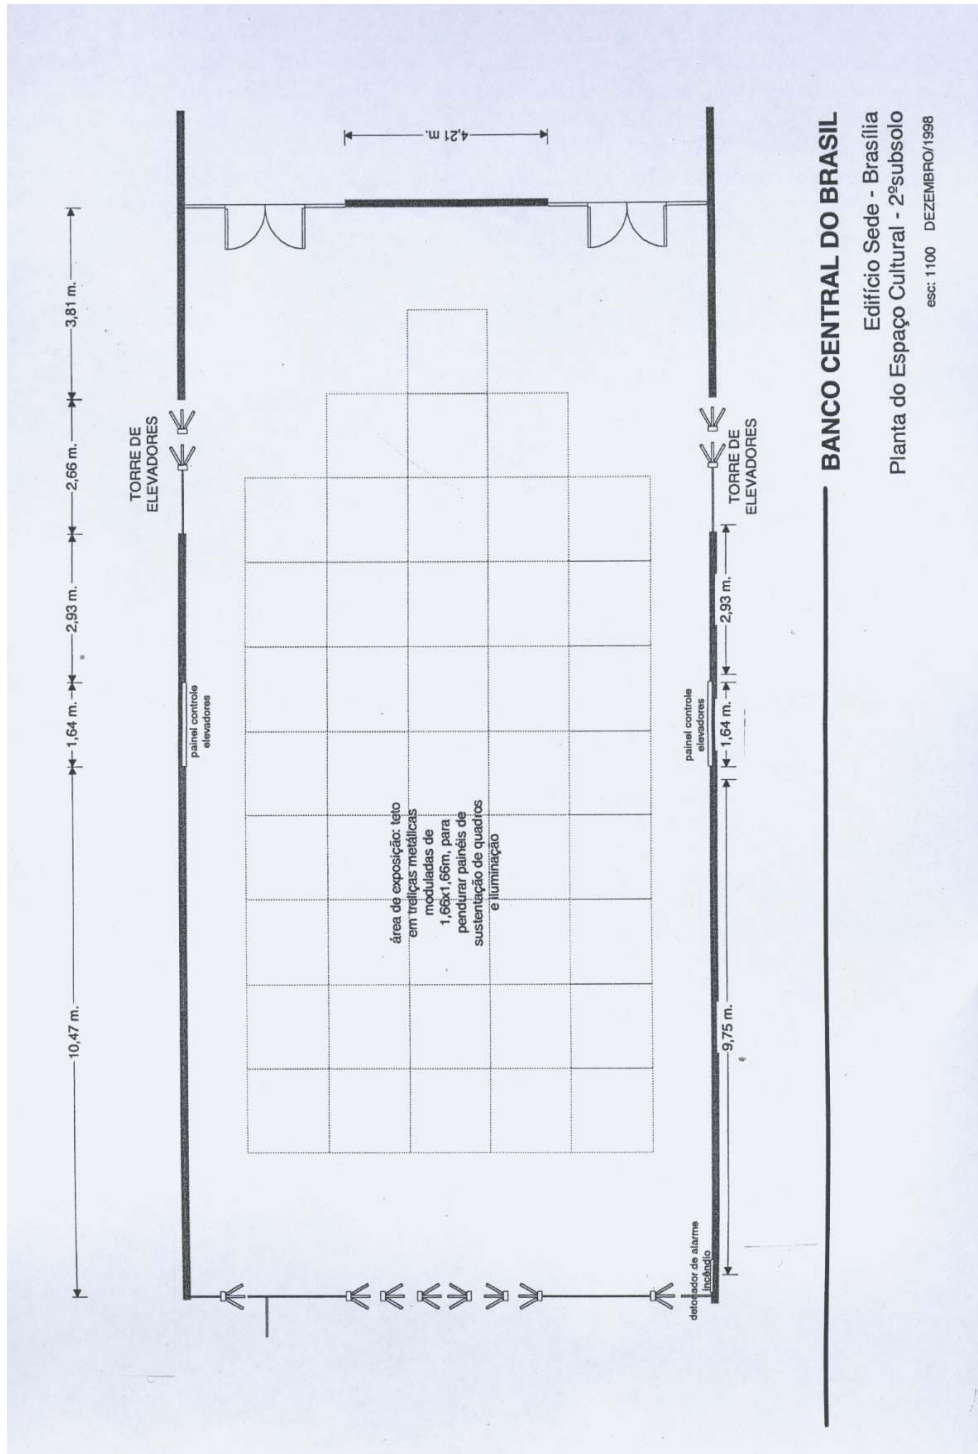 BANCO CENTRAL DO BRASIL
Edifício Sede - Brasília
Planta do Espaço Cultural - 2ºsubsolo
esc: 1100 DEZEMBRO/1998
10,47 m.
1,64 m.
2,93 m.
2,66 m.
3,81 m.
TORRE DE
ELEVADORES
painel controle
elevadores
4,21 m.
área de exposição: teto
em treliças metálicas
moduladas de
1,66x1,66m, para
pendurar painéis de
sustentação de quadros
e iluminação
painel controle
elevadores
TORRE DE
ELEVADORES
detonador de alarme
incêndio
9,75 m.
1,64 m.
2,93 m.